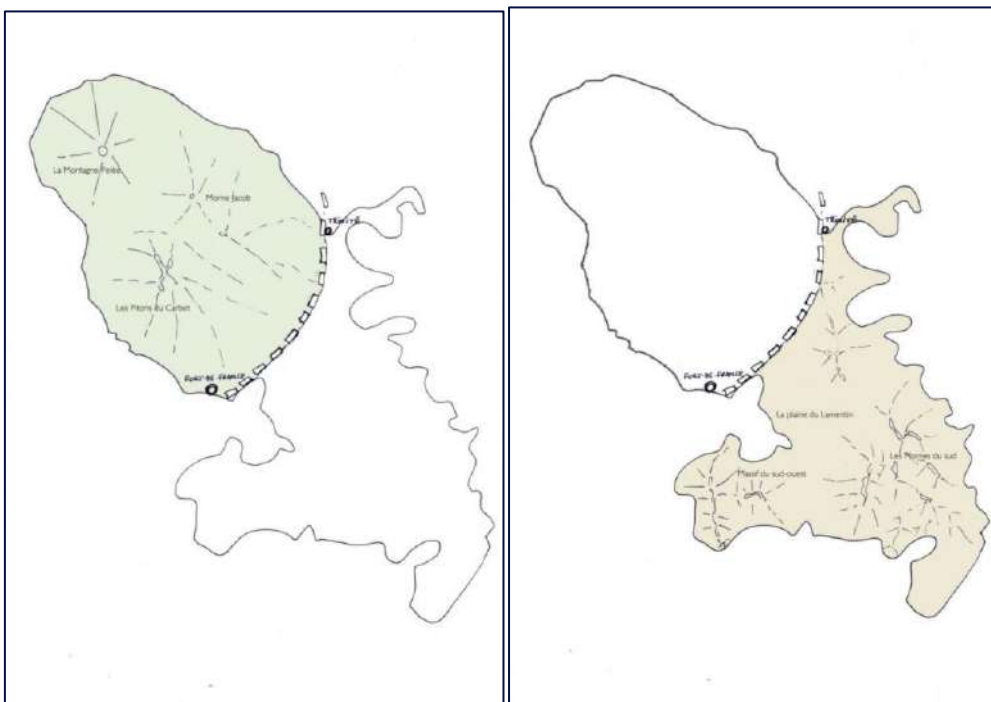 La Montagne Pelée
Morne Jacob
TRINITÉ
Les Pitons du Carbet
FORT-DE-FRANCE
TRINITÉ
FORT-DE-FRANCE
La plaine du Lamentin
Les Mornes du sud
Massif du sud-ouest